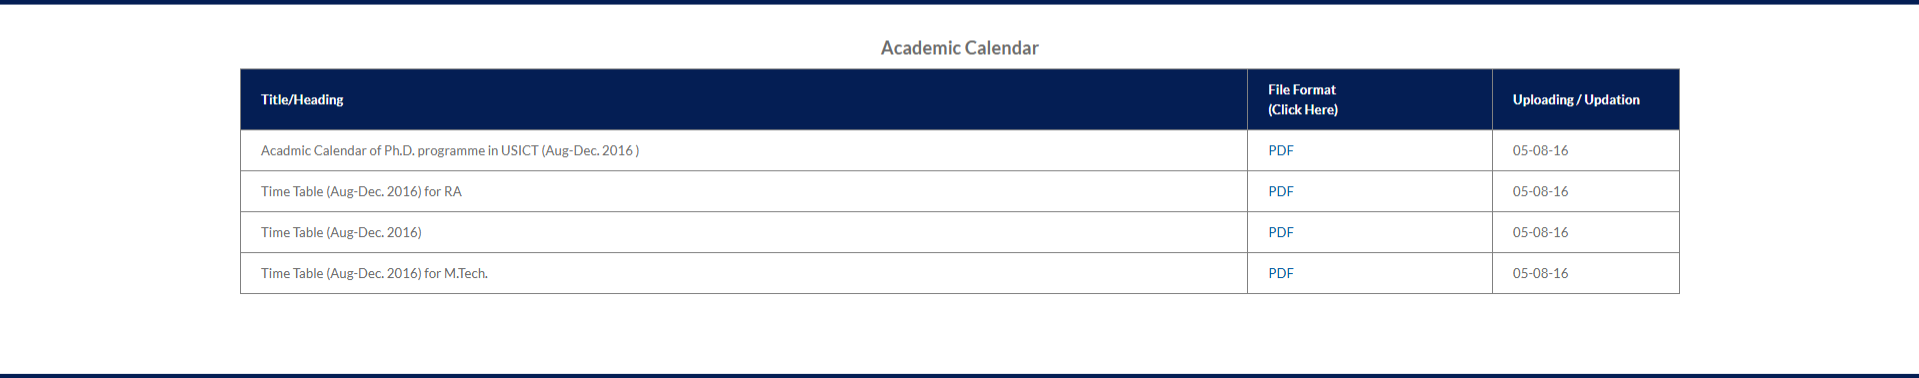 Academic Calendar
Title/Heading
File Format
(Click Here)
Uploading / Updation
Acadmic Calendar of Ph.D. programme in USICT (Aug-Dec. 2016 )
PDF
05-08-16
Time Table (Aug-Dec. 2016) for RA
PDF
05-08-16
Time Table (Aug-Dec. 2016)
PDF
05-08-16
Time Table (Aug-Dec. 2016) for M.Tech.
PDF
05-08-16